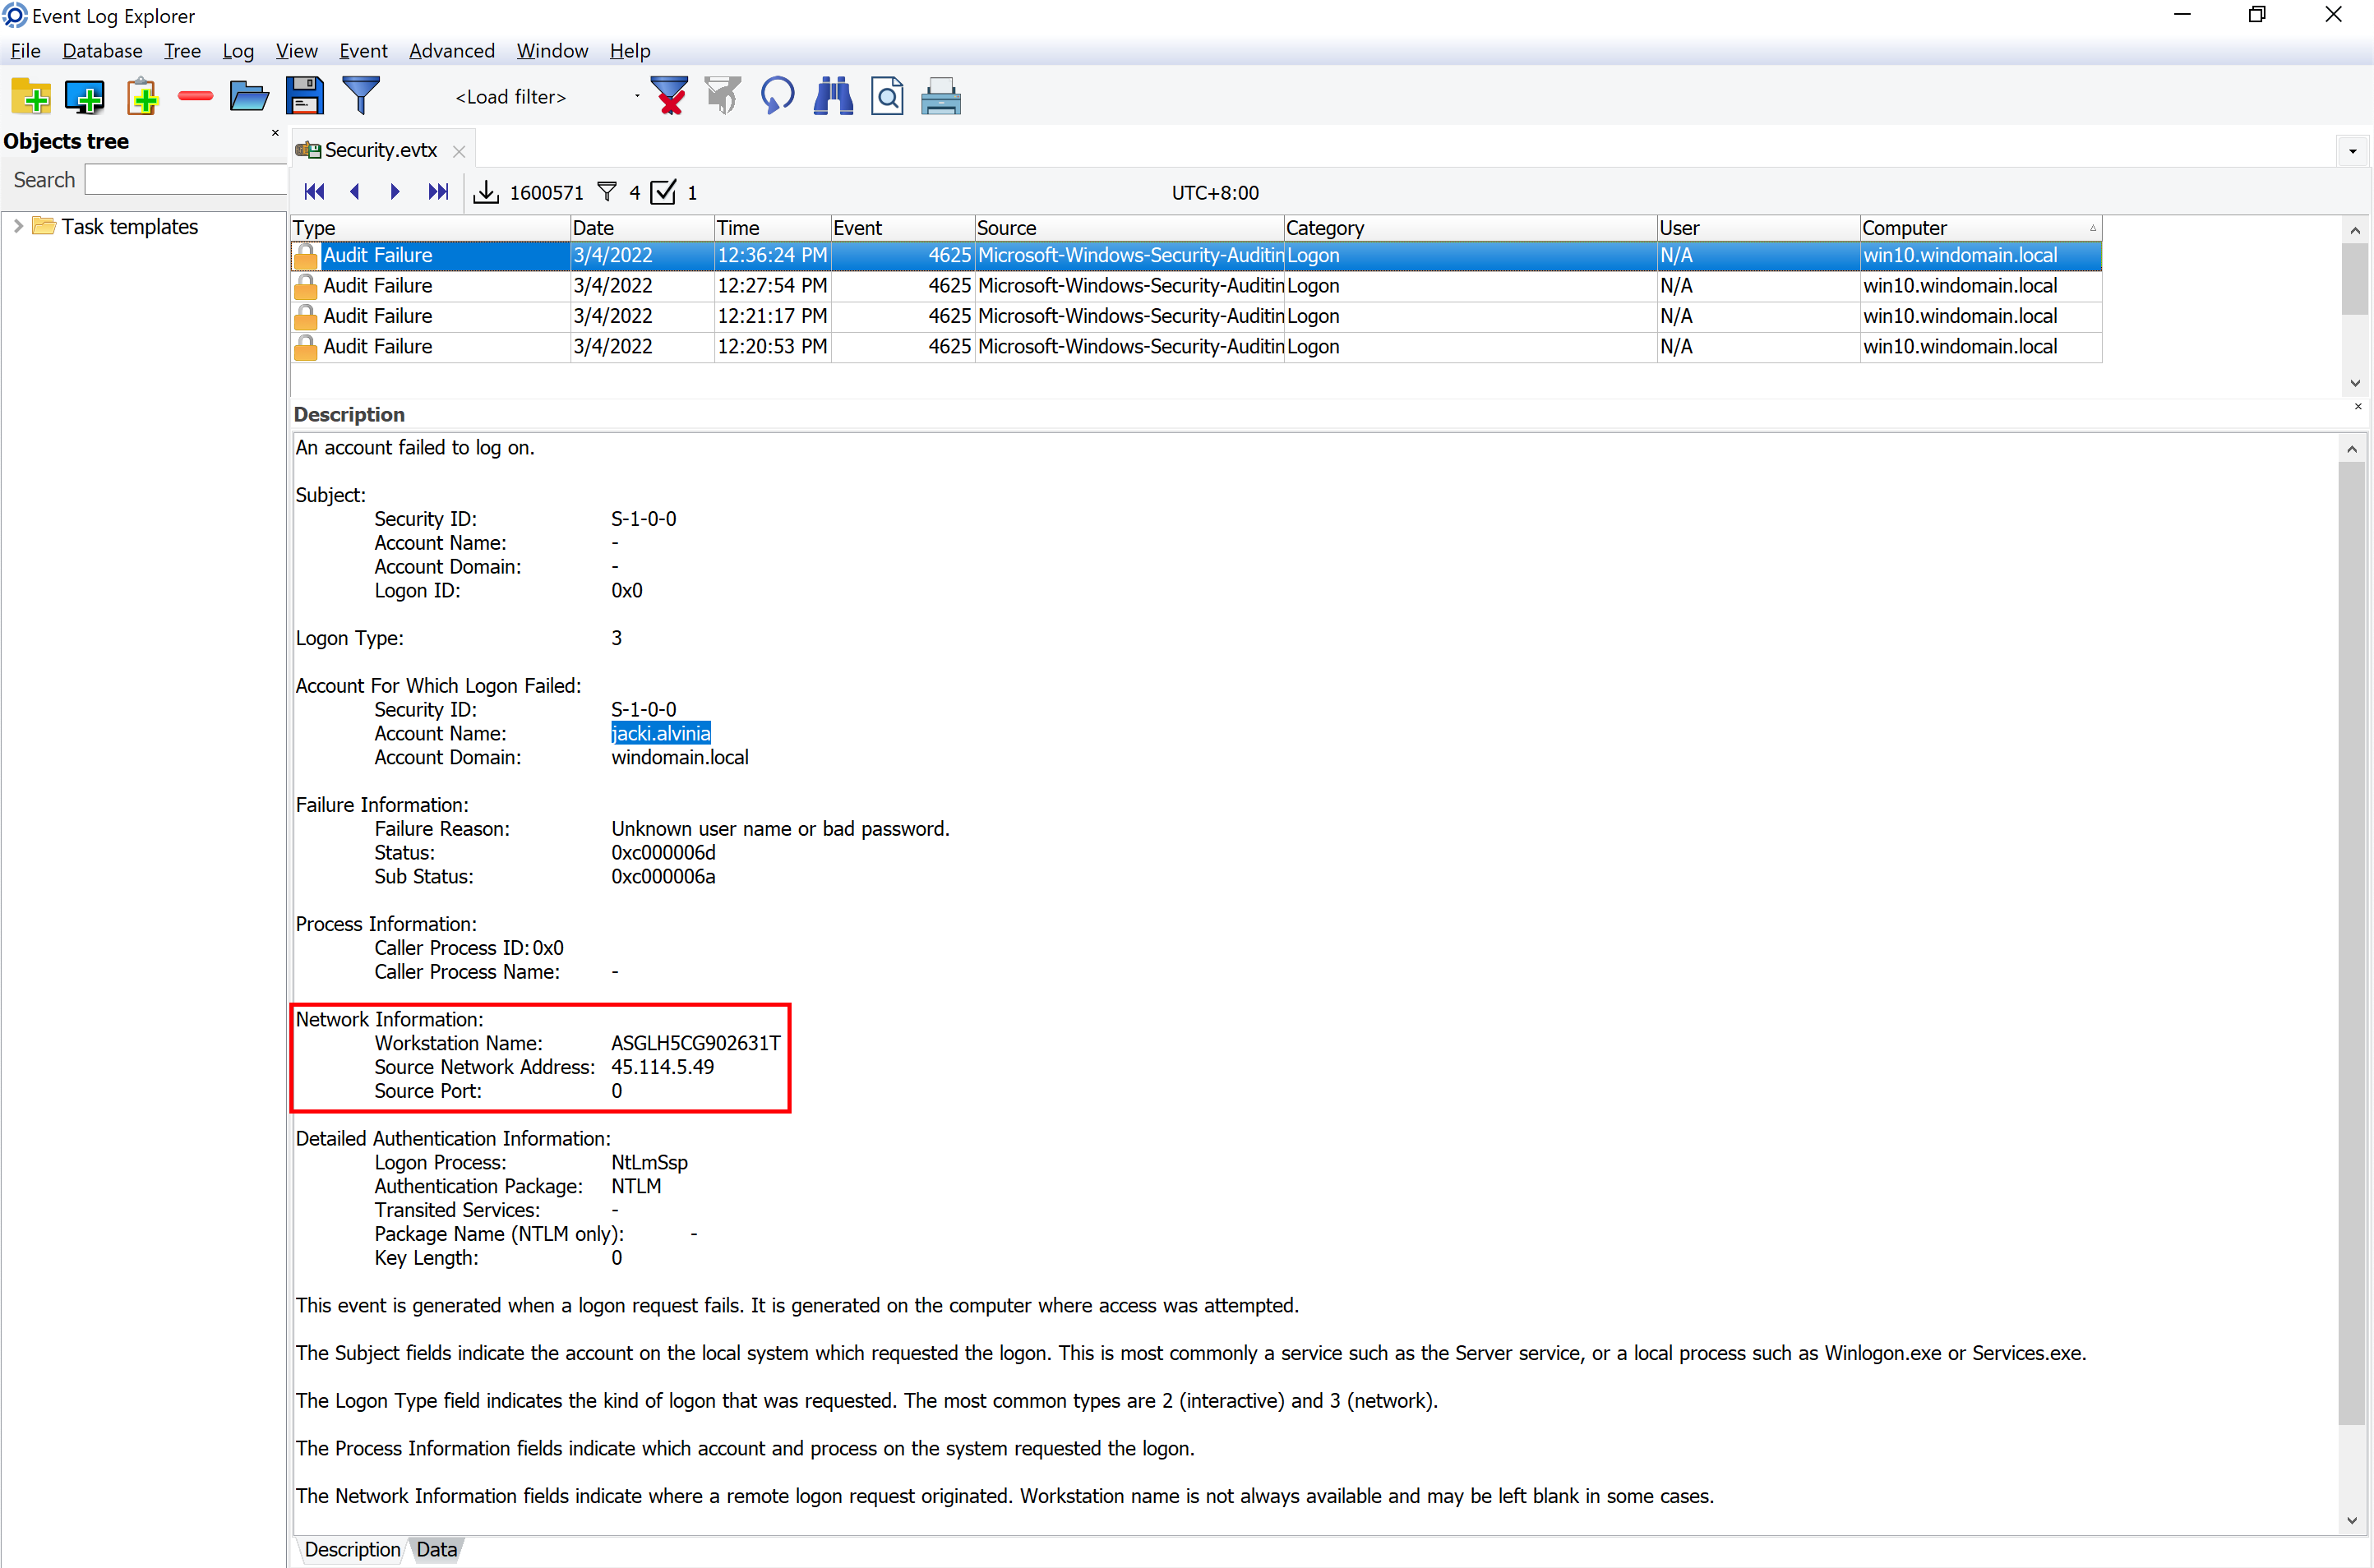 Event Log Explorer
File Database Tree Log View Event Advanced Window Help
<Load filter>
Objects tree
Search
Task templates
Security.evtx
1600571 4 1 UTC+8:00
Type Date Time Event Source Category User Computer
Audit Failure 3/4/2022 12:36:24 PM 4625 Microsoft-Windows-Security-Auditin Logon N/A win10.windomain.local
Audit Failure 3/4/2022 12:27:54 PM 4625 Microsoft-Windows-Security-Auditin Logon N/A win10.windomain.local
Audit Failure 3/4/2022 12:21:17 PM 4625 Microsoft-Windows-Security-Auditin Logon N/A win10.windomain.local
Audit Failure 3/4/2022 12:20:53 PM 4625 Microsoft-Windows-Security-Auditin Logon N/A win10.windomain.local
Description
An account failed to log on.
Subject:
Security ID: S-1-0-0
Account Name: -
Account Domain: -
Logon ID: 0x0
Logon Type: 3
Account For Which Logon Failed:
Security ID: S-1-0-0
Account Name: jacki.alvinia
Account Domain: windomain.local
Failure Information:
Failure Reason: Unknown user name or bad password.
Status: 0xc000006d
Sub Status: 0xc000006a
Process Information:
Caller Process ID: 0x0
Caller Process Name: -
Network Information:
Workstation Name: ASGLH5CG902631T
Source Network Address: 45.114.5.49
Source Port: 0
Detailed Authentication Information:
Logon Process: NtLmSsp
Authentication Package: NTLM
Transited Services: -
Package Name (NTLM only): -
Key Length: 0
This event is generated when a logon request fails. It is generated on the computer where access was attempted.
The Subject fields indicate the account on the local system which requested the logon. This is most commonly a service such as the Server service, or a local process such as Winlogon.exe or Services.exe.
The Logon Type field indicates the kind of logon that was requested. The most common types are 2 (interactive) and 3 (network).
The Process Information fields indicate which account and process on the system requested the logon.
The Network Information fields indicate where a remote logon request originated. Workstation name is not always available and may be left blank in some cases.
Description Data